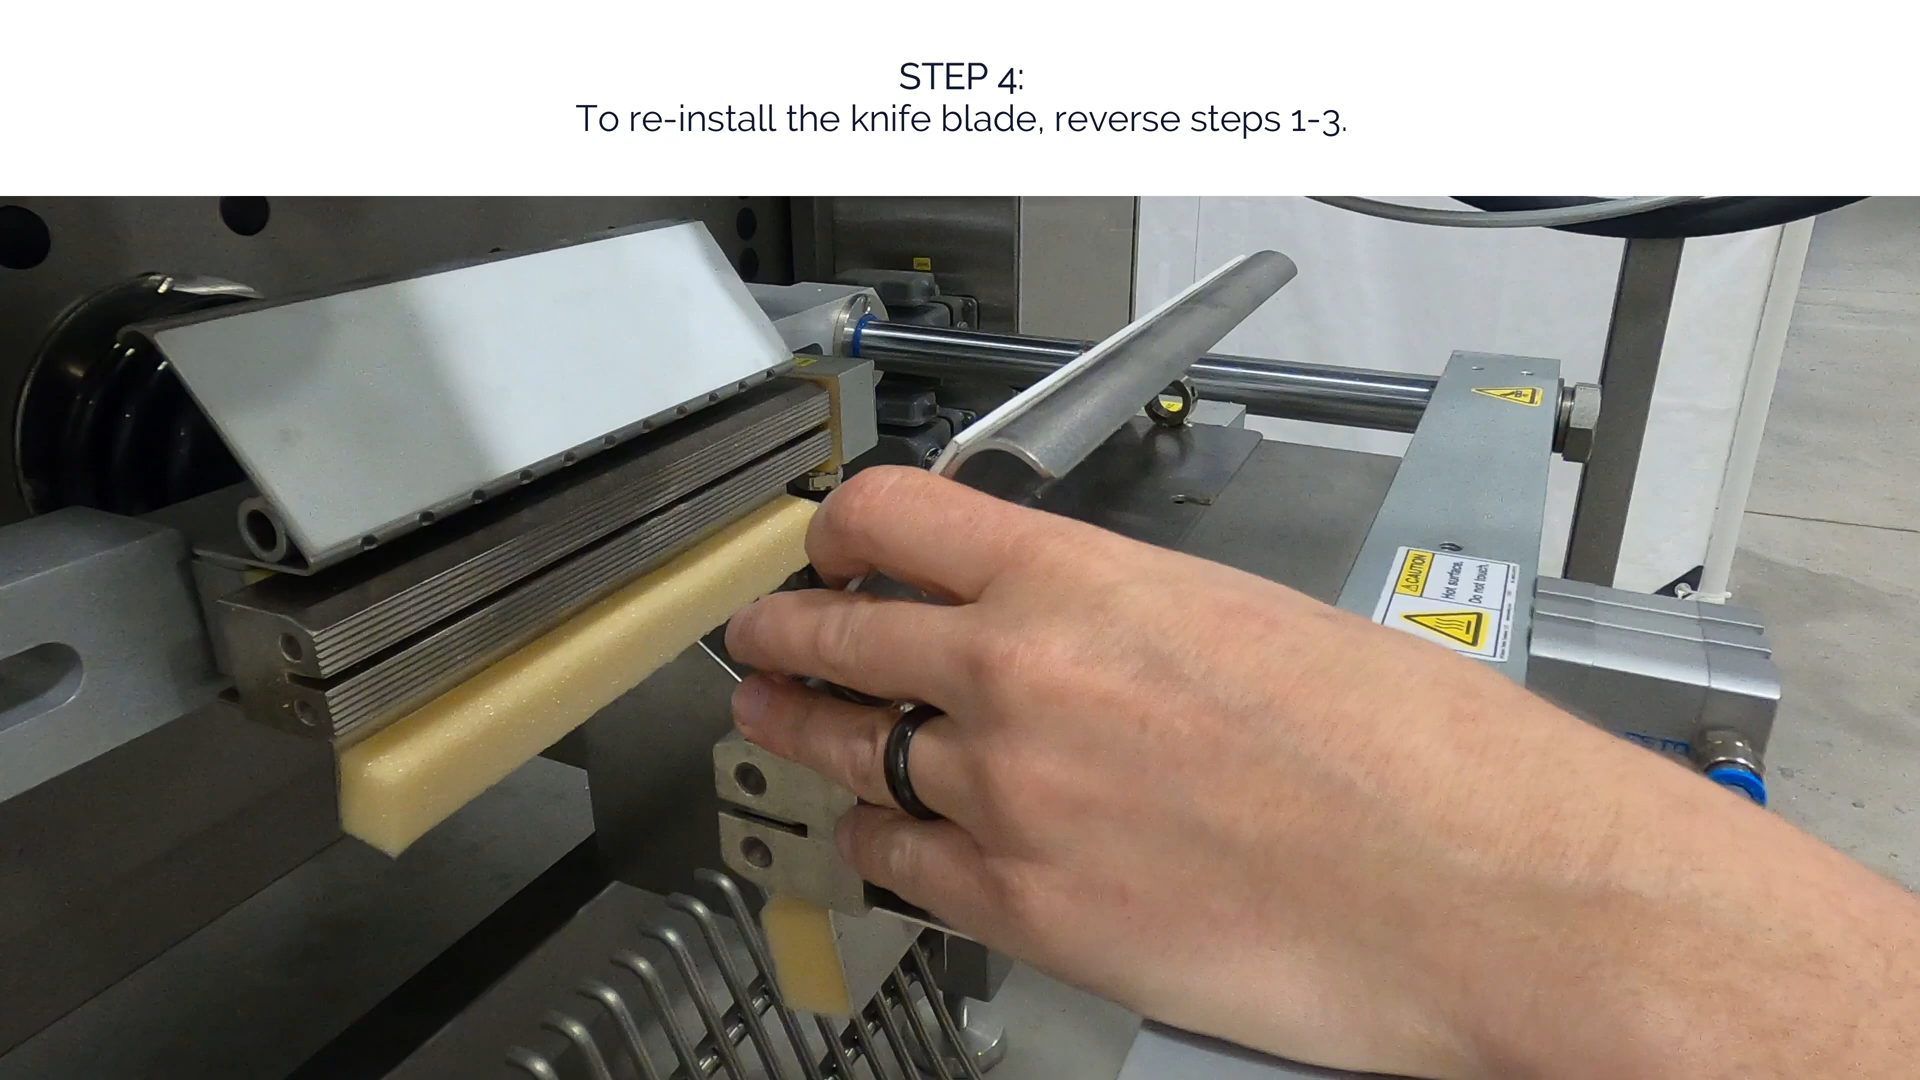 STEP 4:
To re-install the knife blade, reverse steps 1-3.
CAUTION
Hot surface.
Do not touch.